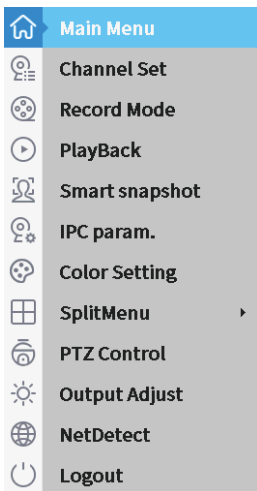 Main Menu
Channel Set
Record Mode
PlayBack
Smart snapshot
IPC param.
Color Setting
SplitMenu
PTZ Control
Output Adjust
NetDetect
Logout